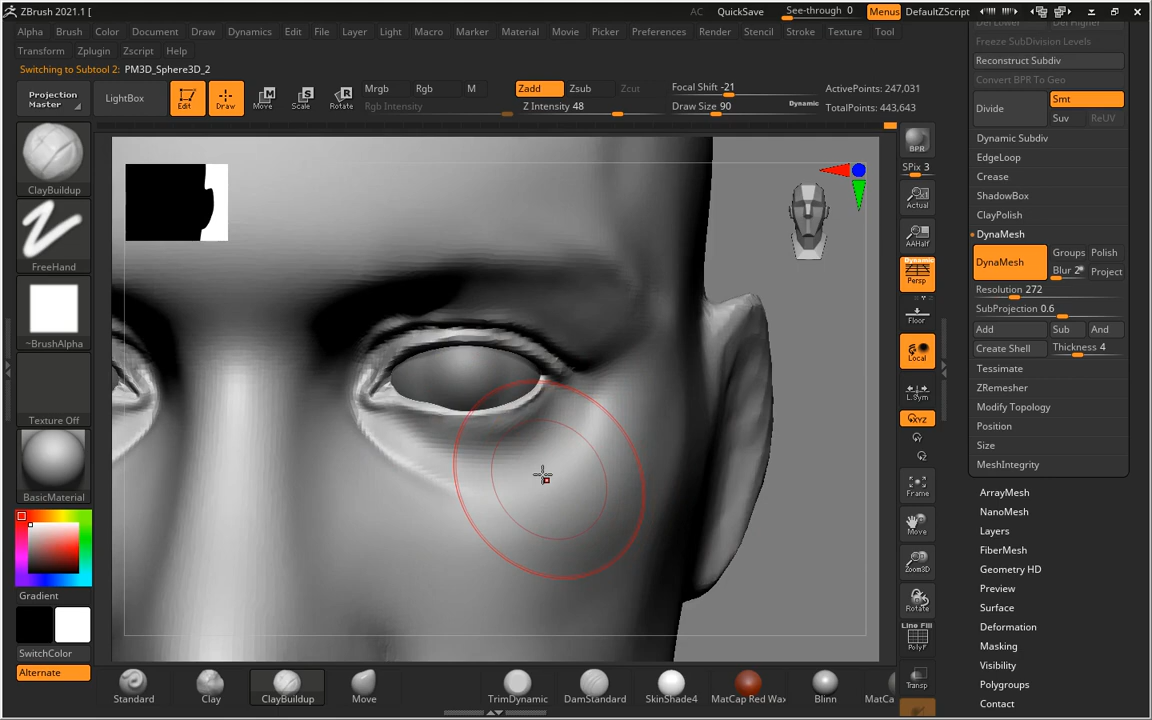 ZBrush 2021.1 [
AC
QuickSave
See-through 0
Menus
DefaultZScript
Alpha Brush Color Document Draw Dynamics Edit File Layer Light Macro Marker Material Movie Picker Preferences Render Stencil Stroke Texture Tool
Transform Zplugin Zscript Help
Switching to Subtool 2: PM3D_Sphere3D_2
Projection
Master
LightBox
Edit
Draw
Move
Scale
Rotate
Mrgb Rgb M
Rgb Intensity
Zadd Zsub Zcut
Z Intensity 48
Focal Shift -21
Draw Size 90
Dynamic
ActivePoints: 247,031
TotalPoints: 443,643
ClayBuildup
FreeHand
~BrushAlpha
Texture Off
BasicMaterial
Gradient
SwitchColor
Alternate
BPR
SPix 3
Actual
AAHalf
Dynamic
Persp
Floor
Local
L.Sym
XYZ
Frame
Move
Zoom3D
Rotate
Line Fill
PolyF
Transp
Del Lower Del Higher
Freeze SubDivision Levels
Reconstruct Subdiv
Convert BPR To Geo
Divide
Smt
Suv ReUV
Dynamic Subdiv
EdgeLoop
Crease
ShadowBox
ClayPolish
DynaMesh
DynaMesh
Groups Polish
Blur 2
Project
Resolution 272
SubProjection 0.6
Add Sub And
Create Shell
Thickness 4
Tessimate
ZRemesher
Modify Topology
Position
Size
MeshIntegrity
ArrayMesh
NanoMesh
Layers
FiberMesh
Geometry HD
Preview
Surface
Deformation
Masking
Visibility
Polygroups
Contact
Standard
Clay
ClayBuildup
Move
TrimDynamic
DamStandard
SkinShade4
MatCap Red Wax
Blinn
MatCa